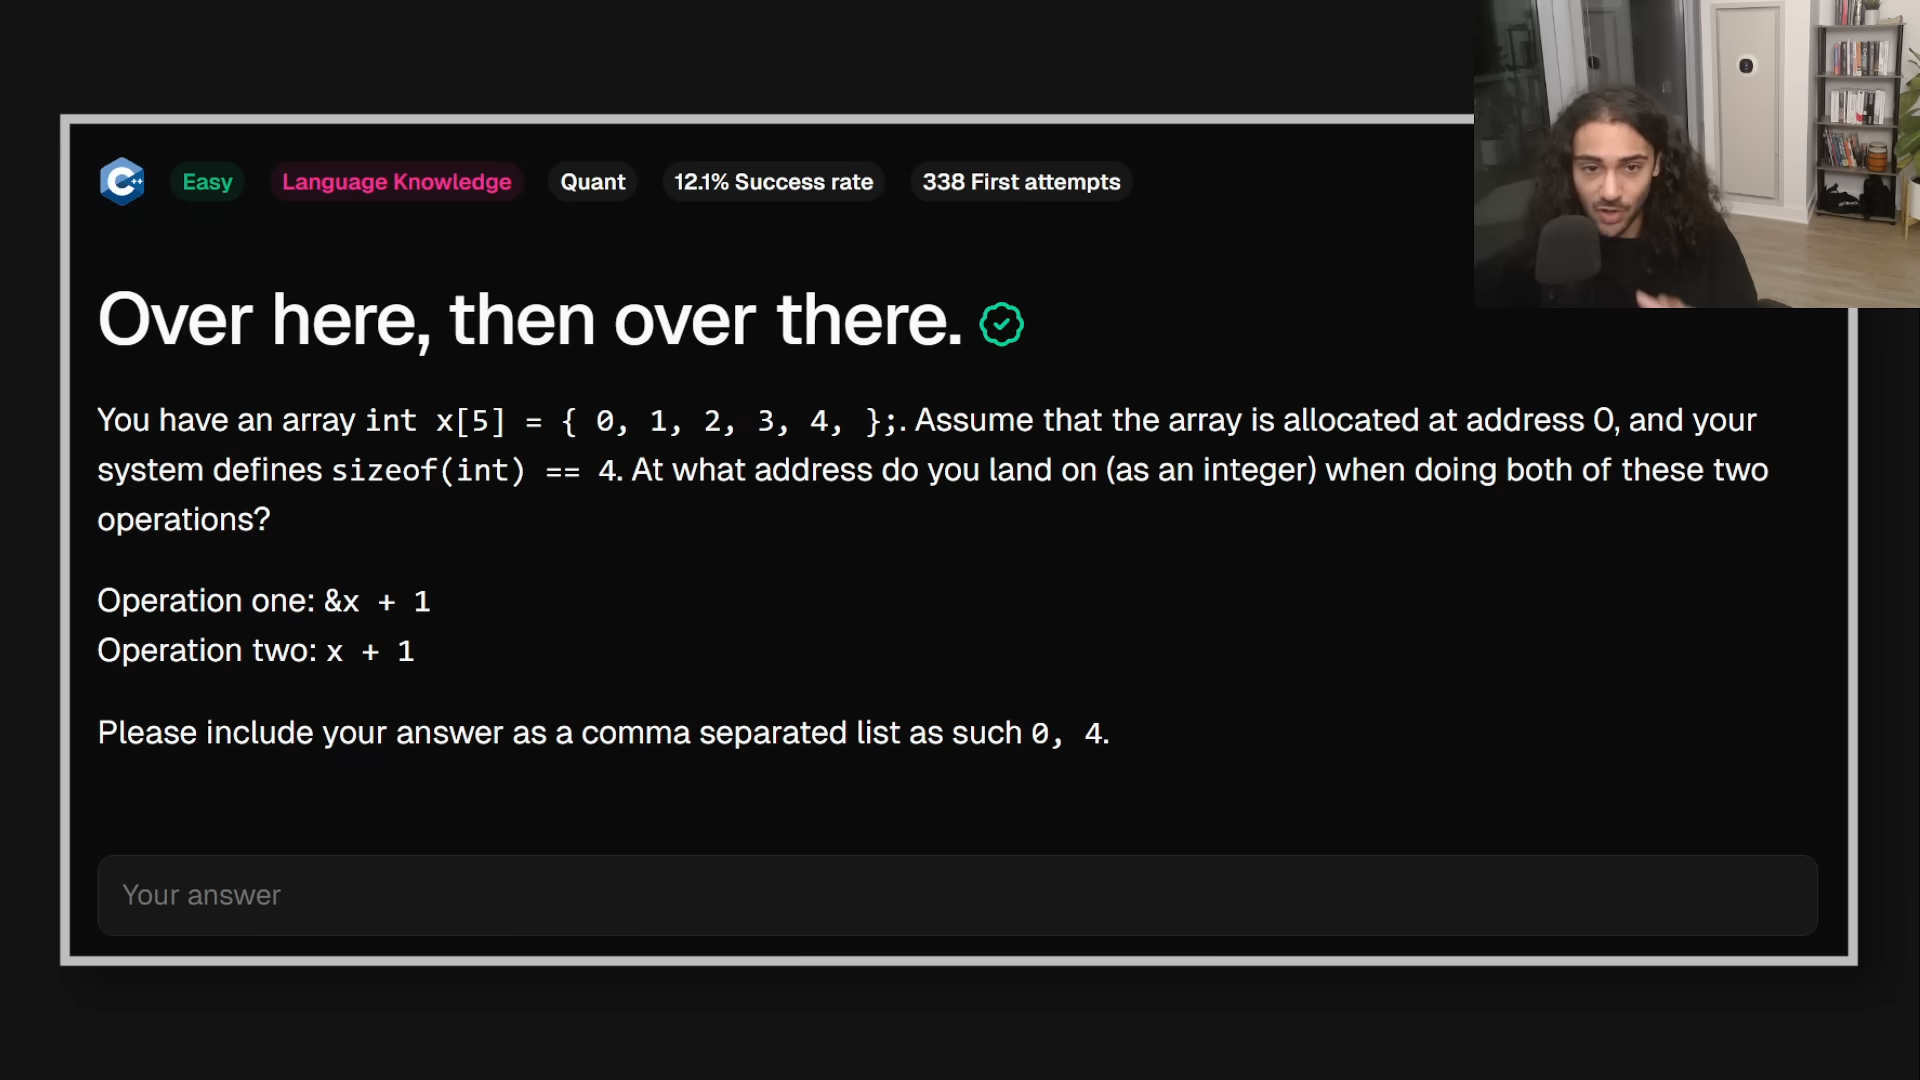 C++
Easy
Language Knowledge
Quant
12.1% Success rate
338 First attempts
Over here, then over there.
You have an array int x[5] = { 0, 1, 2, 3, 4, };. Assume that the array is allocated at address 0, and your
system defines sizeof(int) == 4. At what address do you land on (as an integer) when doing both of these two
operations?
Operation one: &x + 1
Operation two: x + 1
Please include your answer as a comma separated list as such 0, 4.
Your answer